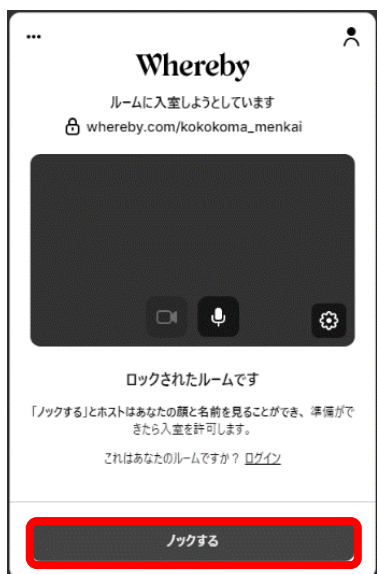 Whereby
ルームに入室しようとしています
whereby.com/kokokoma_menkai
ロックされたルームです
「ノックする」とホストはあなたの顔と名前を見ることができ、準備がで
きたら入室を許可します。
これはあなたのルームですか？ ログイン
ノックする